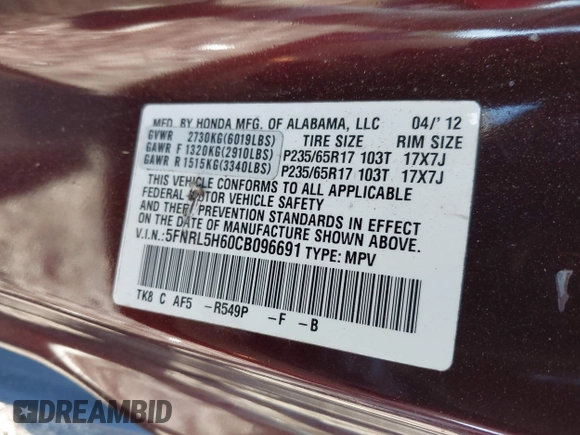 MFD. BY HONDA MFG. OF ALABAMA, LLC 04/' 12
GVWR 2730KG(6019LBS) TIRE SIZE RIM SIZE
GAWR F 1320KG(2910LBS) P235/65R17 103T 17X7J
GAWR R 1515KG(3340LBS) P235/65R17 103T 17X7J
THIS VEHICLE CONFORMS TO ALL APPLICABLE
FEDERAL MOTOR VEHICLE SAFETY
AND THEFT PREVENTION STANDARDS IN EFFECT
ON THE DATE OF MANUFACTURE SHOWN ABOVE.
V.I.N.:5FNRL5H60CB096691 TYPE: MPV
TK8 C AF5 -R549P -F -B
DREAMBID